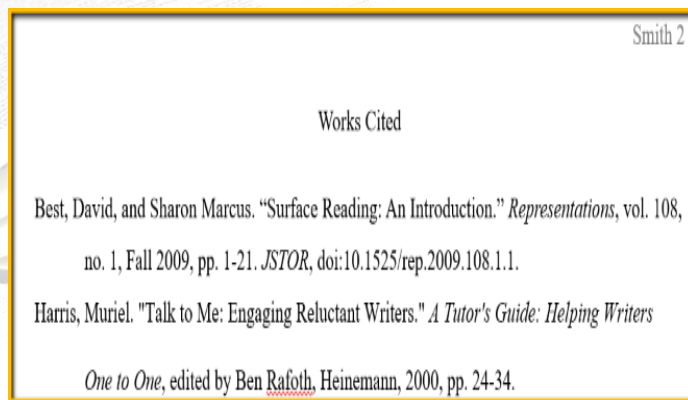 Smith 2
Works Cited
Best, David, and Sharon Marcus. “Surface Reading: An Introduction.” Representations, vol. 108,
no. 1, Fall 2009, pp. 1-21. JSTOR, doi:10.1525/rep.2009.108.1.1.
Harris, Muriel. "Talk to Me: Engaging Reluctant Writers." A Tutor's Guide: Helping Writers
One to One, edited by Ben Rafoth, Heinemann, 2000, pp. 24-34.